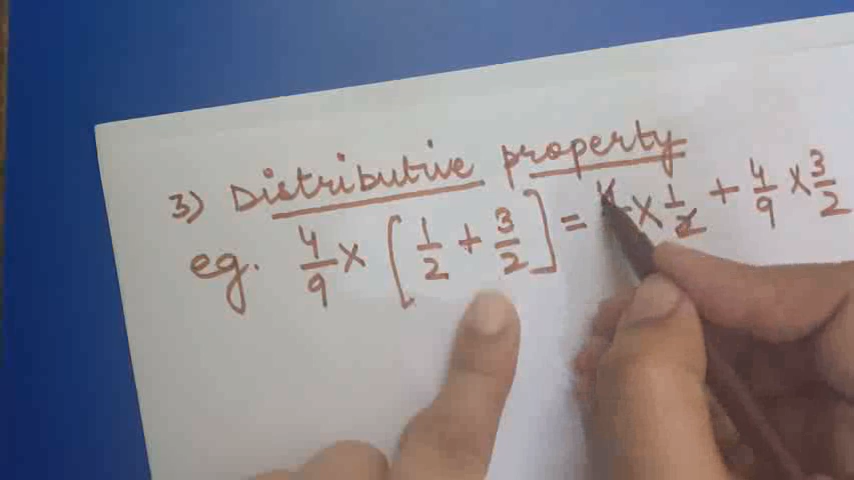 3) Distributive property
eg. 4/9 × [1/2 + 3/2] = 4/ × 1/2 + 4/9 × 3/2